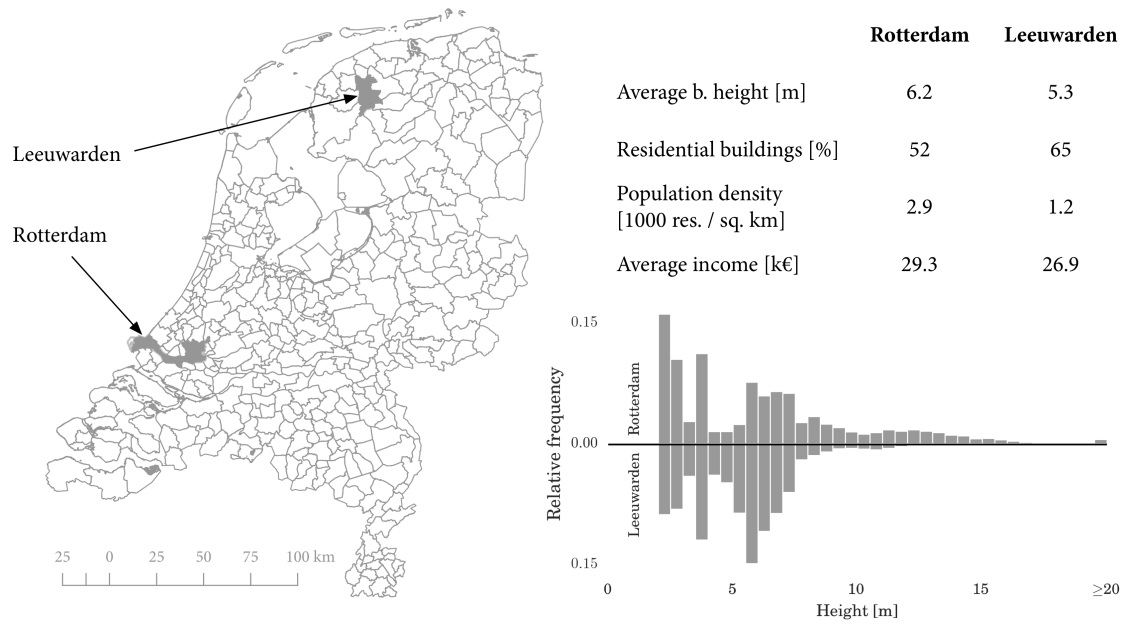 Leeuwarden
Rotterdam
25 0 25 50 75 100 km
Rotterdam Leeuwarden
Average b. height [m] 6.2 5.3
Residential buildings [%] 52 65
Population density
[1000 res. / sq. km] 2.9 1.2
Average income [k€] 29.3 26.9
Relative frequency
0.15
Rotterdam
0.00
Leeuwarden
0.15
0 5 10 15 ≥20
Height [m]